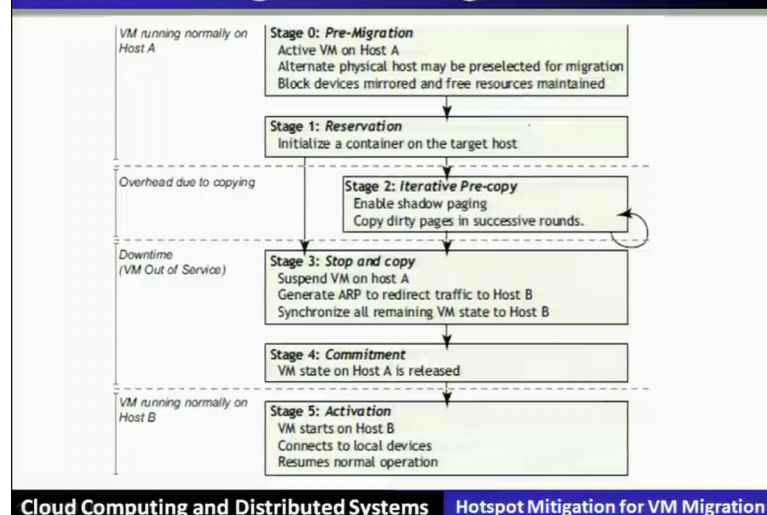 VM running normally on
Host A
Stage 0: Pre-Migration
Active VM on Host A
Alternate physical host may be preselected for migration
Block devices mirrored and free resources maintained
Stage 1: Reservation
Initialize a container on the target host
Overhead due to copying
Stage 2: Iterative Pre-copy
Enable shadow paging
Copy dirty pages in successive rounds.
Downtime
(VM Out of Service)
Stage 3: Stop and copy
Suspend VM on host A
Generate ARP to redirect traffic to Host B
Synchronize all remaining VM state to Host B
Stage 4: Commitment
VM state on Host A is released
VM running normally on
Host B
Stage 5: Activation
VM starts on Host B
Connects to local devices
Resumes normal operation
Cloud Computing and Distributed Systems Hotspot Mitigation for VM Migration